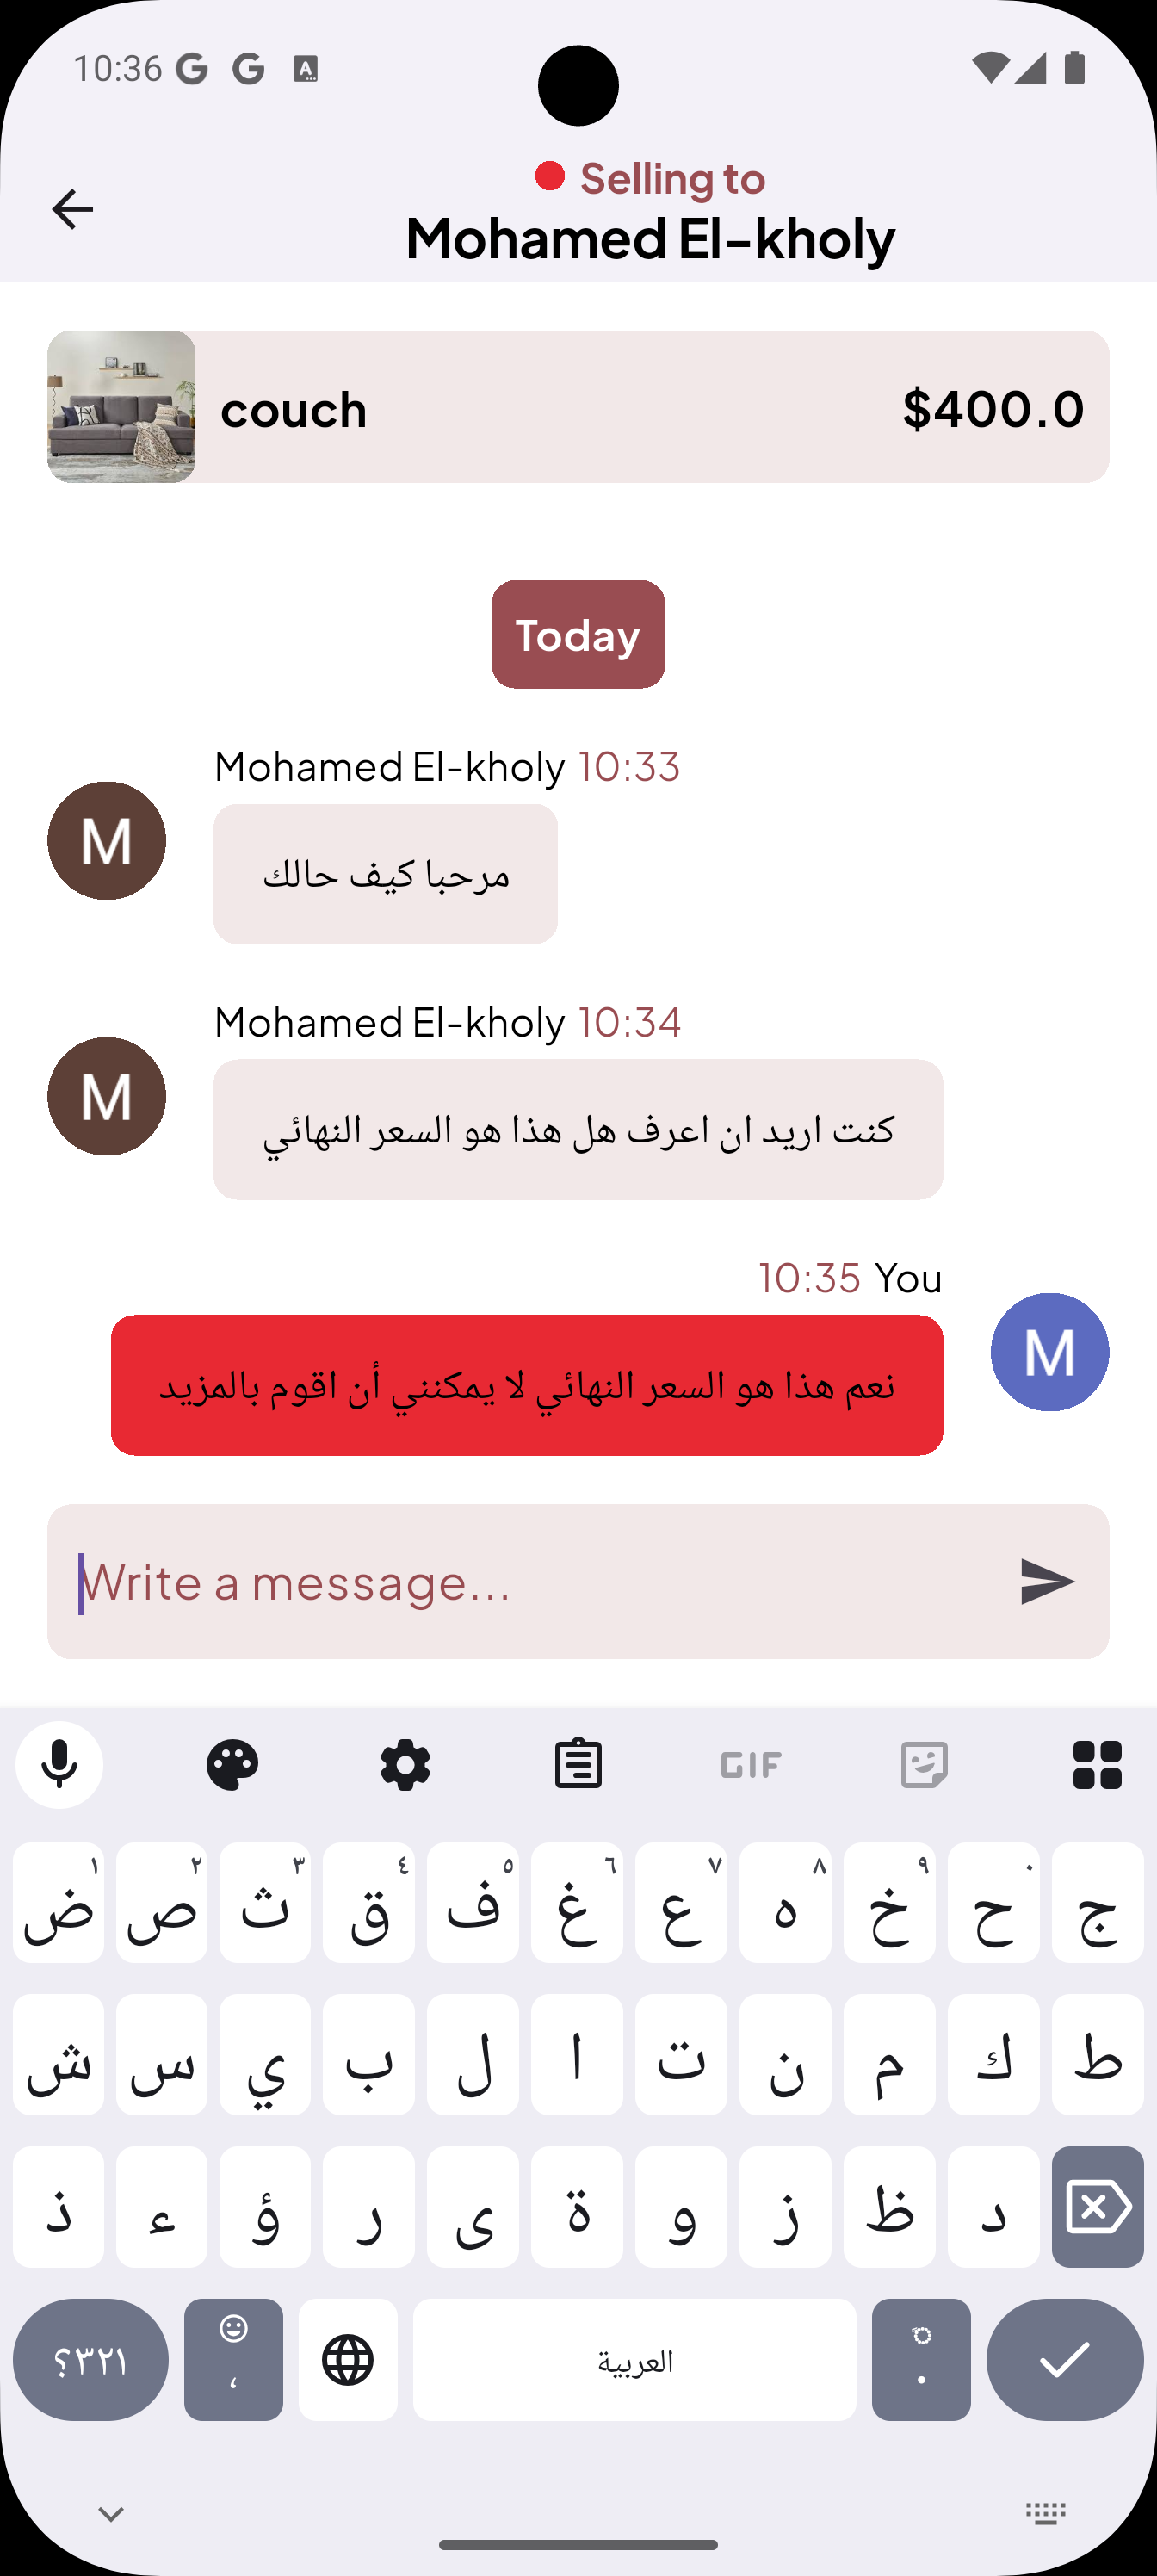 10:36
Selling to
Mohamed El-kholy
couch $400.0
Today
Mohamed El-kholy 10:33
M
مرحبا كيف حالك
Mohamed El-kholy 10:34
M
كنت اريد ان اعرف هل هذا هو السعر النهائي
10:35 You
M
نعم هذا هو السعر النهائي لا يمكنني أن اقوم بالمزيد
Write a message...
GIF
١ ٢ ٣ ٤ ٥ ٦ ٧ ٨ ٩ ٠
ض ص ث ق ف غ ع ه خ ح ج
ش س ي ب ل ا ت ن م ك ط
ذ ء ؤ ر ى ة و ز ظ د
؟٣٢١ ، العربية .